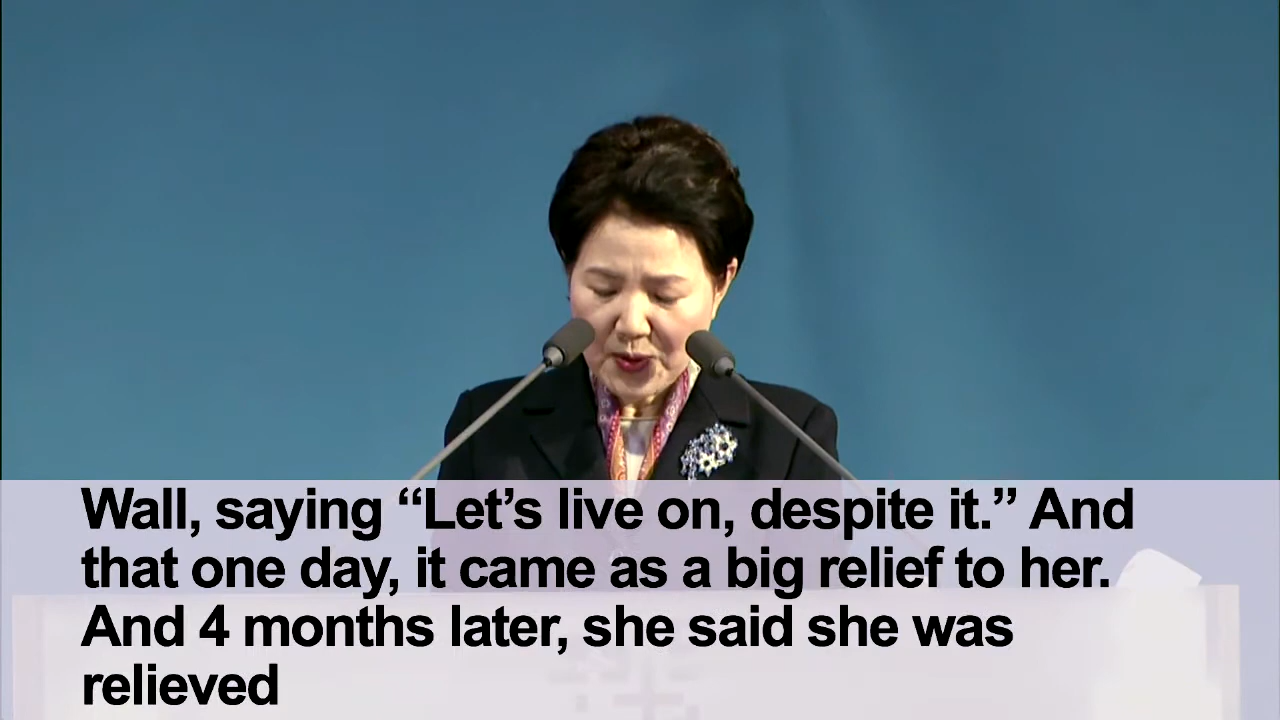 Wall, saying “Let’s live on, despite it.” And
that one day, it came as a big relief to her.
And 4 months later, she said she was
relieved